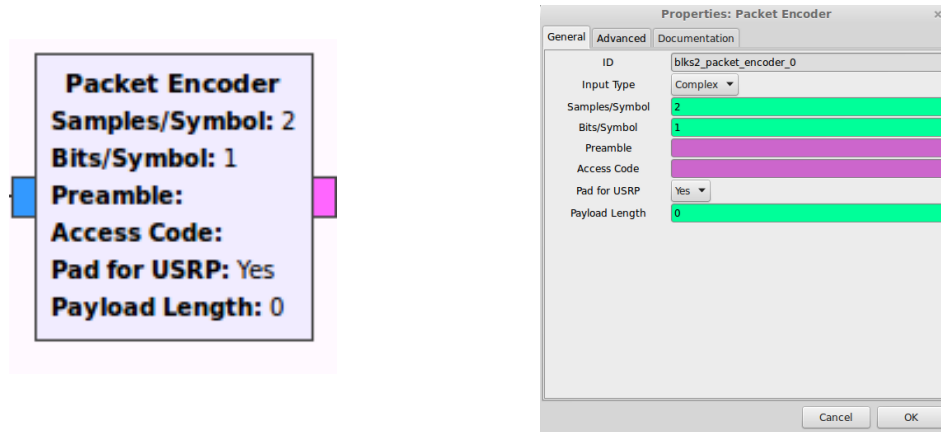 Packet Encoder
Samples/Symbol: 2
Bits/Symbol: 1
Preamble:
Access Code:
Pad for USRP: Yes
Payload Length: 0
Properties: Packet Encoder
General Advanced Documentation
ID blks2_packet_encoder_0
Input Type Complex
Samples/Symbol 2
Bits/Symbol 1
Preamble
Access Code
Pad for USRP Yes
Payload Length 0
Cancel OK